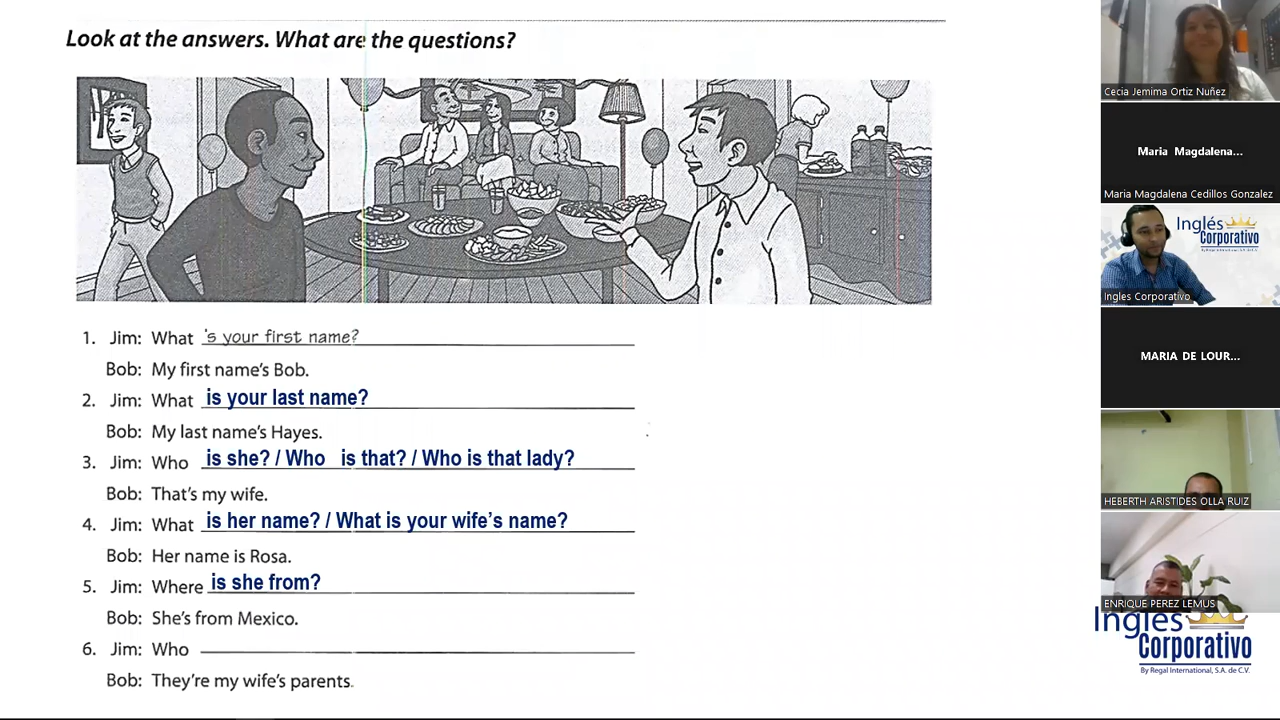 Look at the answers. What are the questions?
1. Jim: What 's your first name?
Bob: My first name's Bob.
2. Jim: What is your last name?
Bob: My last name's Hayes.
3. Jim: Who is she? / Who is that? / Who is that lady?
Bob: That's my wife.
4. Jim: What is her name? / What is your wife's name?
Bob: Her name is Rosa.
5. Jim: Where is she from?
Bob: She's from Mexico.
6. Jim: Who
Bob: They're my wife's parents.
Cecia Jemima Ortiz Nuñez
Maria Magdalena...
Maria Magdalena Cedillos Gonzalez
Inglés
Corporativo
By Regal International, S.A. de C.V.
Ingles Corporativo
MARIA DE LOUR...
HEBERTH ARISTIDES OLLA RUIZ
ENRIQUE PEREZ LEMUS
Inglés
Corporativo
By Regal International, S.A. de C.V.